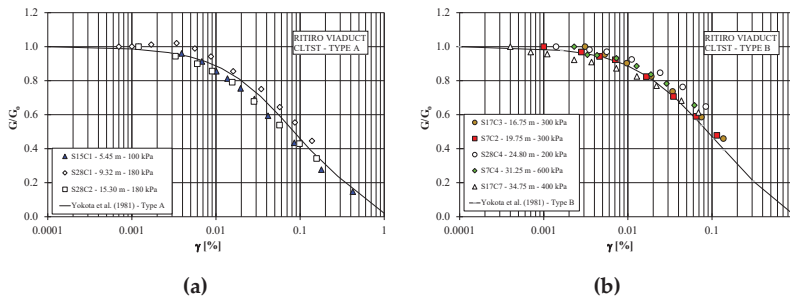 RITIRO VIADUCT
CLTST - TYPE A
G/G₀
1.0
0.8
0.6
0.4
0.2
0.0
S15C1 - 5.45 m - 100 kPa
S28C1 - 9.32 m - 180 kPa
S28C2 - 15.30 m - 180 kPa
Yokota et al. (1981) - Type A
0.0001 0.001 0.01 0.1 1
γ [%]
(a)
RITIRO VIADUCT
CLTST - TYPE B
G/G₀
1.0
0.8
0.6
0.4
0.2
0.0
S17C3 - 16.75 m - 300 kPa
S7C2 - 19.75 m - 300 kPa
S28C4 - 24.80 m - 200 kPa
S7C4 - 31.25 m - 600 kPa
S17C7 - 34.75 m - 400 kPa
Yokota et al. (1981) - Type B
0.0001 0.001 0.01 0.1
γ [%]
(b)